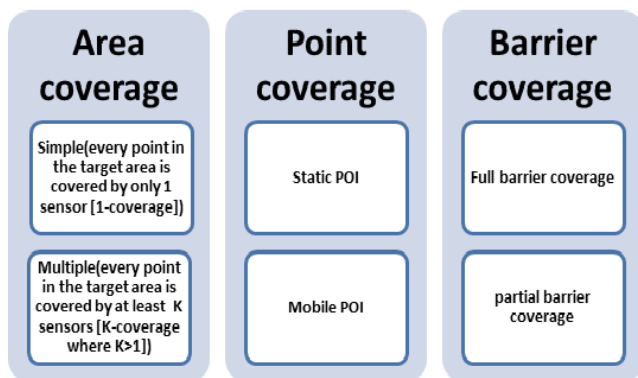 Area
coverage
Simple(every point in
the target area is
covered by only 1
sensor [1-coverage])
Multiple(every point
in the target area is
covered by at least K
sensors [K-coverage
where K>1])
Point
coverage
Static POI
Mobile POI
Barrier
coverage
Full barrier coverage
partial barrier
coverage